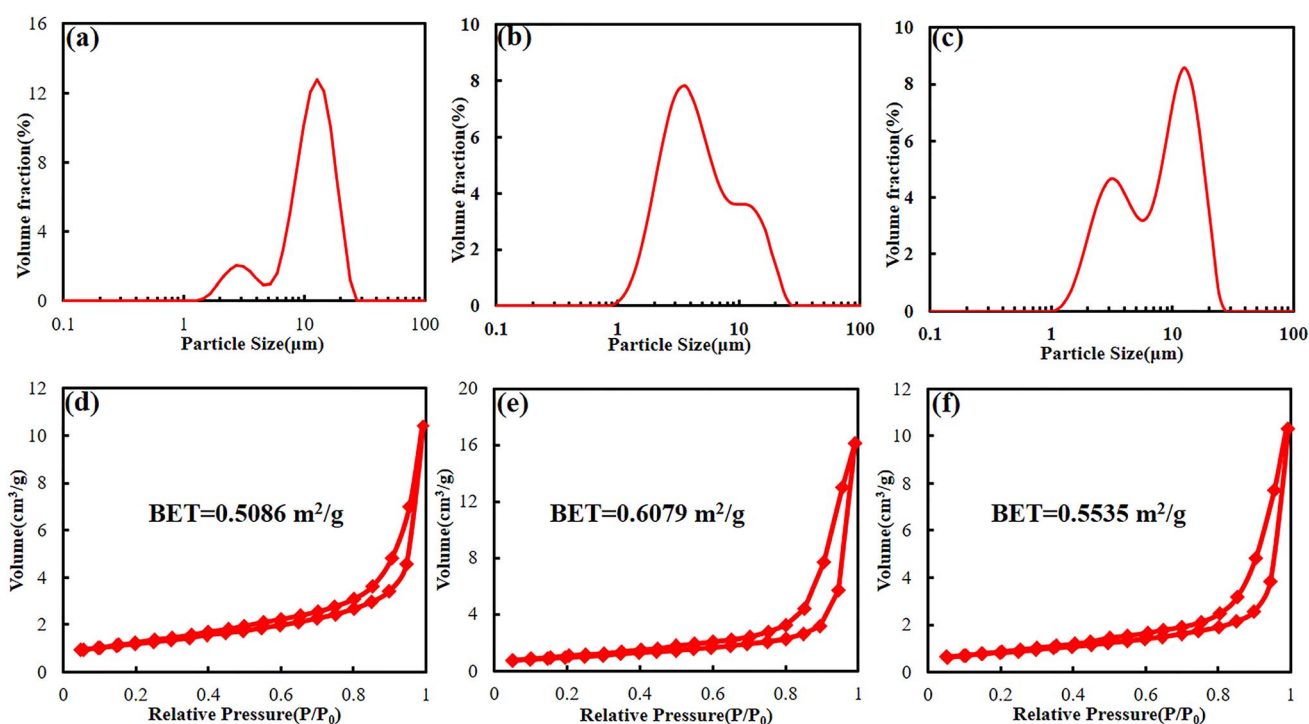 (a)
Volume fraction(%)
16
12
8
4
0
0.1 1 10 100
Particle Size(μm)
(b)
Volume fraction(%)
10
8
6
4
2
0
0.1 1 10 100
Particle Size(μm)
(c)
Volume fraction(%)
10
8
6
4
2
0
0.1 1 10 100
Particle Size(μm)
(d)
Volume(cm³/g)
12
10
8
6
4
2
0
BET=0.5086 m²/g
0 0.2 0.4 0.6 0.8 1
Relative Pressure(P/P₀)
(e)
Volume(cm³/g)
20
16
12
8
4
0
BET=0.6079 m²/g
0 0.2 0.4 0.6 0.8 1
Relative Pressure(P/P₀)
(f)
Volume(cm³/g)
12
10
8
6
4
2
0
BET=0.5535 m²/g
0 0.2 0.4 0.6 0.8 1
Relative Pressure(P/P₀)